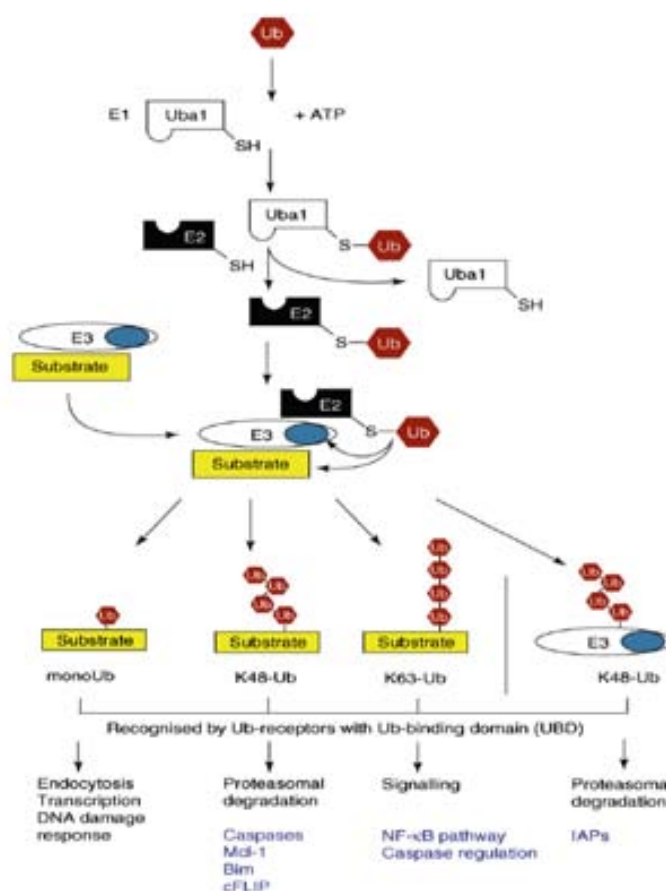 Ub
E1
Uba1
+ ATP
SH
Uba1
E2
S
Ub
SH
Uba1
SH
E2
S
Ub
E3
Substrate
E2
E3
S
Ub
Substrate
Ub
Substrate
monoUb
Ub
Ub
Ub
Ub
Substrate
K48-Ub
Ub
Ub
Ub
Ub
Substrate
K63-Ub
Ub
Ub
Ub
Ub
E3
K48-Ub
Recognised by Ub-receptors with Ub-binding domain (UBD)
Endocytosis
Transcription
DNA damage
response
Proteasomal
degradation
Caspases
Mcl-1
Bim
cFLIP
Signalling
NF-κB pathway
Caspase regulation
Proteasomal
degradation
IAPs